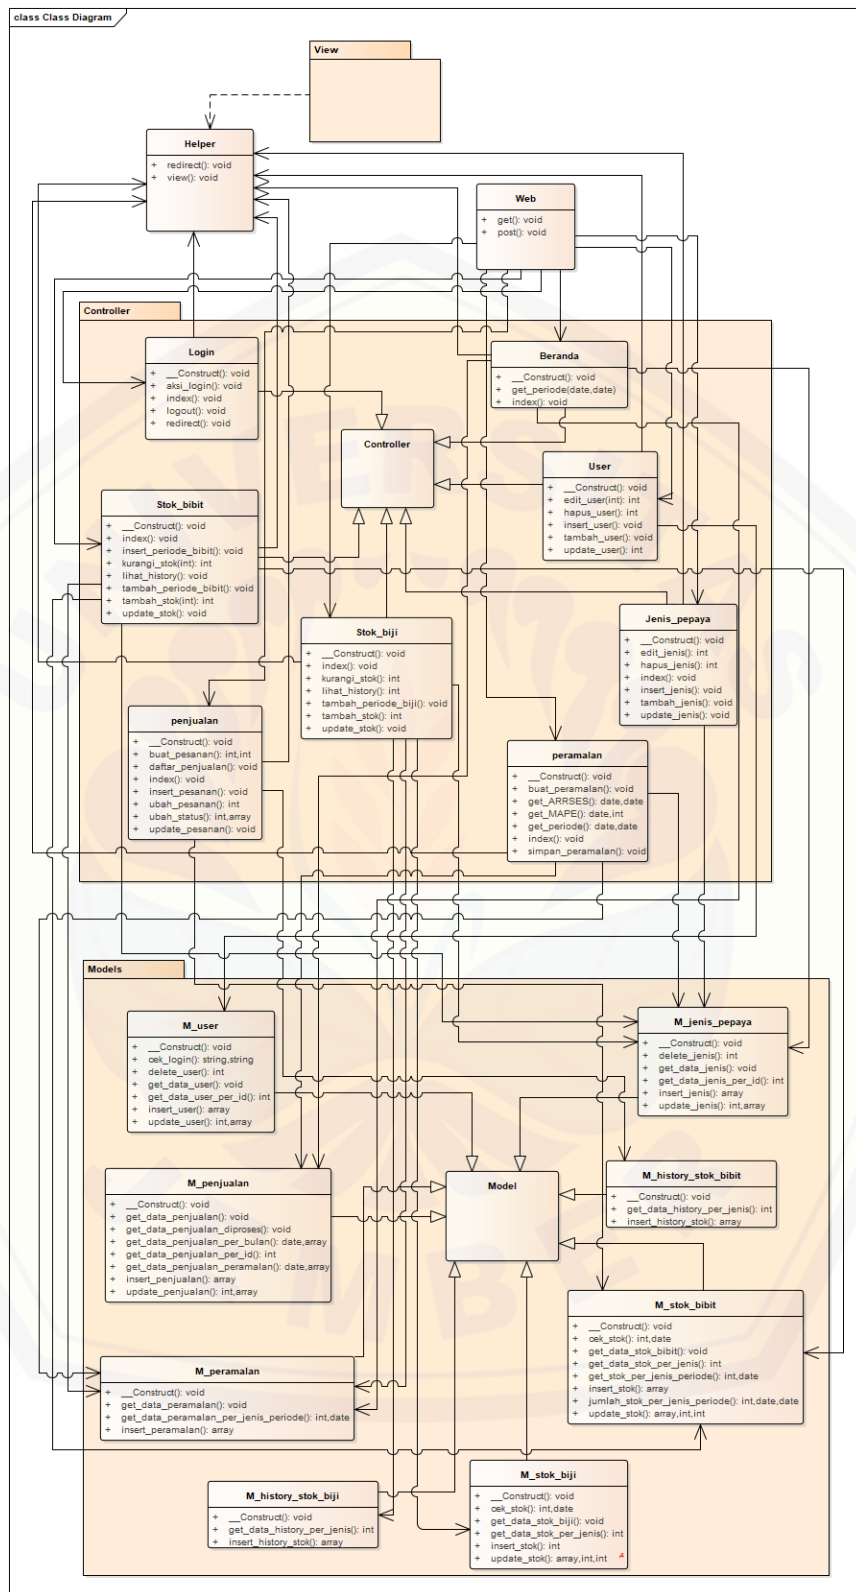 class Class Diagram
View
Helper
+ redirect(): void
+ view(): void
Web
+ get(): void
+ post(): void
Controller
Login
+ __Construct(): void
+ aksi_login(): void
+ index(): void
+ logout(): void
+ redirect(): void
Beranda
+ __Construct(): void
+ get_periode(date,date)
+ index(): void
Controller
User
+ __Construct(): void
+ edit_user(int): int
+ hapus_user(): int
+ insert_user(): void
+ tambah_user(): void
+ update_user(): int
Stok_bibit
+ __Construct(): void
+ index(): void
+ insert_periode_bibit(): void
+ kurangi_stok(int): int
+ lihat_history(): void
+ tambah_periode_bibit(): void
+ tambah_stok(int): int
+ update_stok(): void
Stok_biji
+ __Construct(): void
+ index(): void
+ kurangi_stok(): int
+ lihat_history(): int
+ tambah_periode_biji(): void
+ tambah_stok(): int
+ update_stok(): void
Jenis_pepaya
+ __Construct(): void
+ edit_jenis(): int
+ hapus_jenis(): int
+ index(): void
+ insert_jenis(): void
+ tambah_jenis(): void
+ update_jenis(): void
penjualan
+ __Construct(): void
+ buat_pesanan(): int,int
+ daftar_penjualan(): void
+ index(): void
+ insert_pesanan(): void
+ ubah_pesanan(): int
+ ubah_status(): int,array
+ update_pesanan(): void
peramalan
+ __Construct(): void
+ buat_peramalan(): void
+ get_ARRSES(): date,date
+ get_MAPE(): date,int
+ get_periode(): date,date
+ index(): void
+ simpan_peramalan(): void
Models
M_user
+ __Construct(): void
+ cek_login(): string,string
+ delete_user(): int
+ get_data_user(): void
+ get_data_user_per_id(): int
+ insert_user(): array
+ update_user(): int,array
M_jenis_pepaya
+ __Construct(): void
+ delete_jenis(): int
+ get_data_jenis(): void
+ get_data_jenis_per_id(): int
+ insert_jenis(): array
+ update_jenis(): int,array
M_penjualan
+ __Construct(): void
+ get_data_penjualan(): void
+ get_data_penjualan_diproses(): void
+ get_data_penjualan_per_bulan(): date,array
+ get_data_penjualan_per_id(): int
+ get_data_penjualan_peramalan(): date,array
+ insert_penjualan(): array
+ update_penjualan(): int,array
Model
M_history_stok_bibit
+ __Construct(): void
+ get_data_history_per_jenis(): int
+ insert_history_stok(): array
M_stok_bibit
+ __Construct(): void
+ cek_stok(): int,date
+ get_data_stok_bibit(): void
+ get_data_stok_per_jenis(): int
+ get_stok_per_jenis_periode(): int,date
+ insert_stok(): array
+ jumlah_stok_per_jenis_periode(): int,date,date
+ update_stok(): array,int,int
M_peramalan
+ __Construct(): void
+ get_data_peramalan(): void
+ get_data_peramalan_per_jenis_periode(): int,date
+ insert_peramalan(): array
M_history_stok_biji
+ __Construct(): void
+ get_data_history_per_jenis(): int
+ insert_history_stok(): array
M_stok_biji
+ __Construct(): void
+ cek_stok(): int,date
+ get_data_stok_biji(): void
+ get_data_stok_per_jenis(): int
+ insert_stok(): int
+ update_stok(): array,int,int